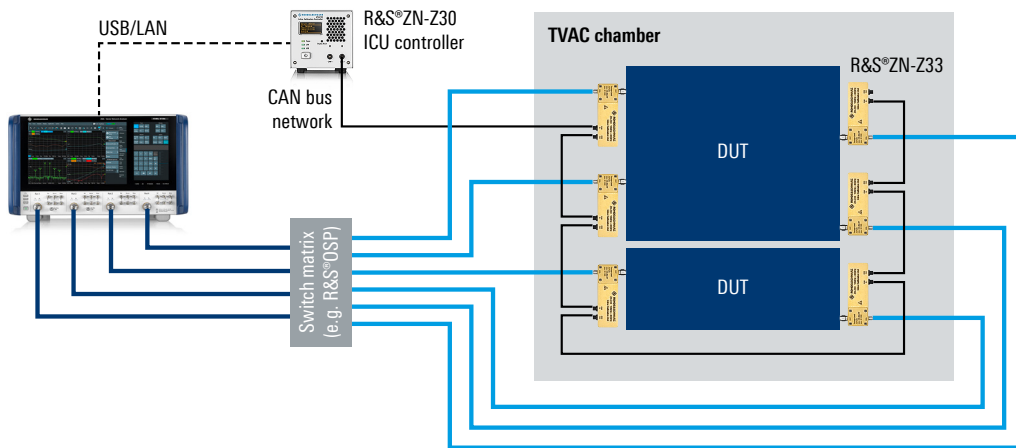 USB/LAN
R&S®ZN-Z30
ICU controller
CAN bus
network
TVAC chamber
R&S®ZN-Z33
DUT
DUT
Switch matrix
(e.g. R&S®OSP)